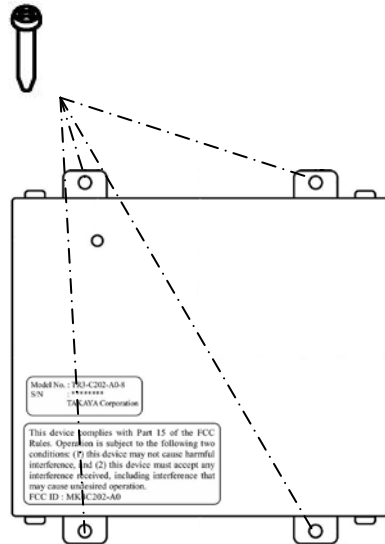 Model No. : TR3-C202-A0-8
S/N : ********
TAKAYA Corporation
This device complies with Part 15 of the FCC
Rules. Operation is subject to the following two
conditions: (1) this device may not cause harmful
interference, and (2) this device must accept any
interference received, including interference that
may cause undesired operation.
FCC ID : MK4C202-A0